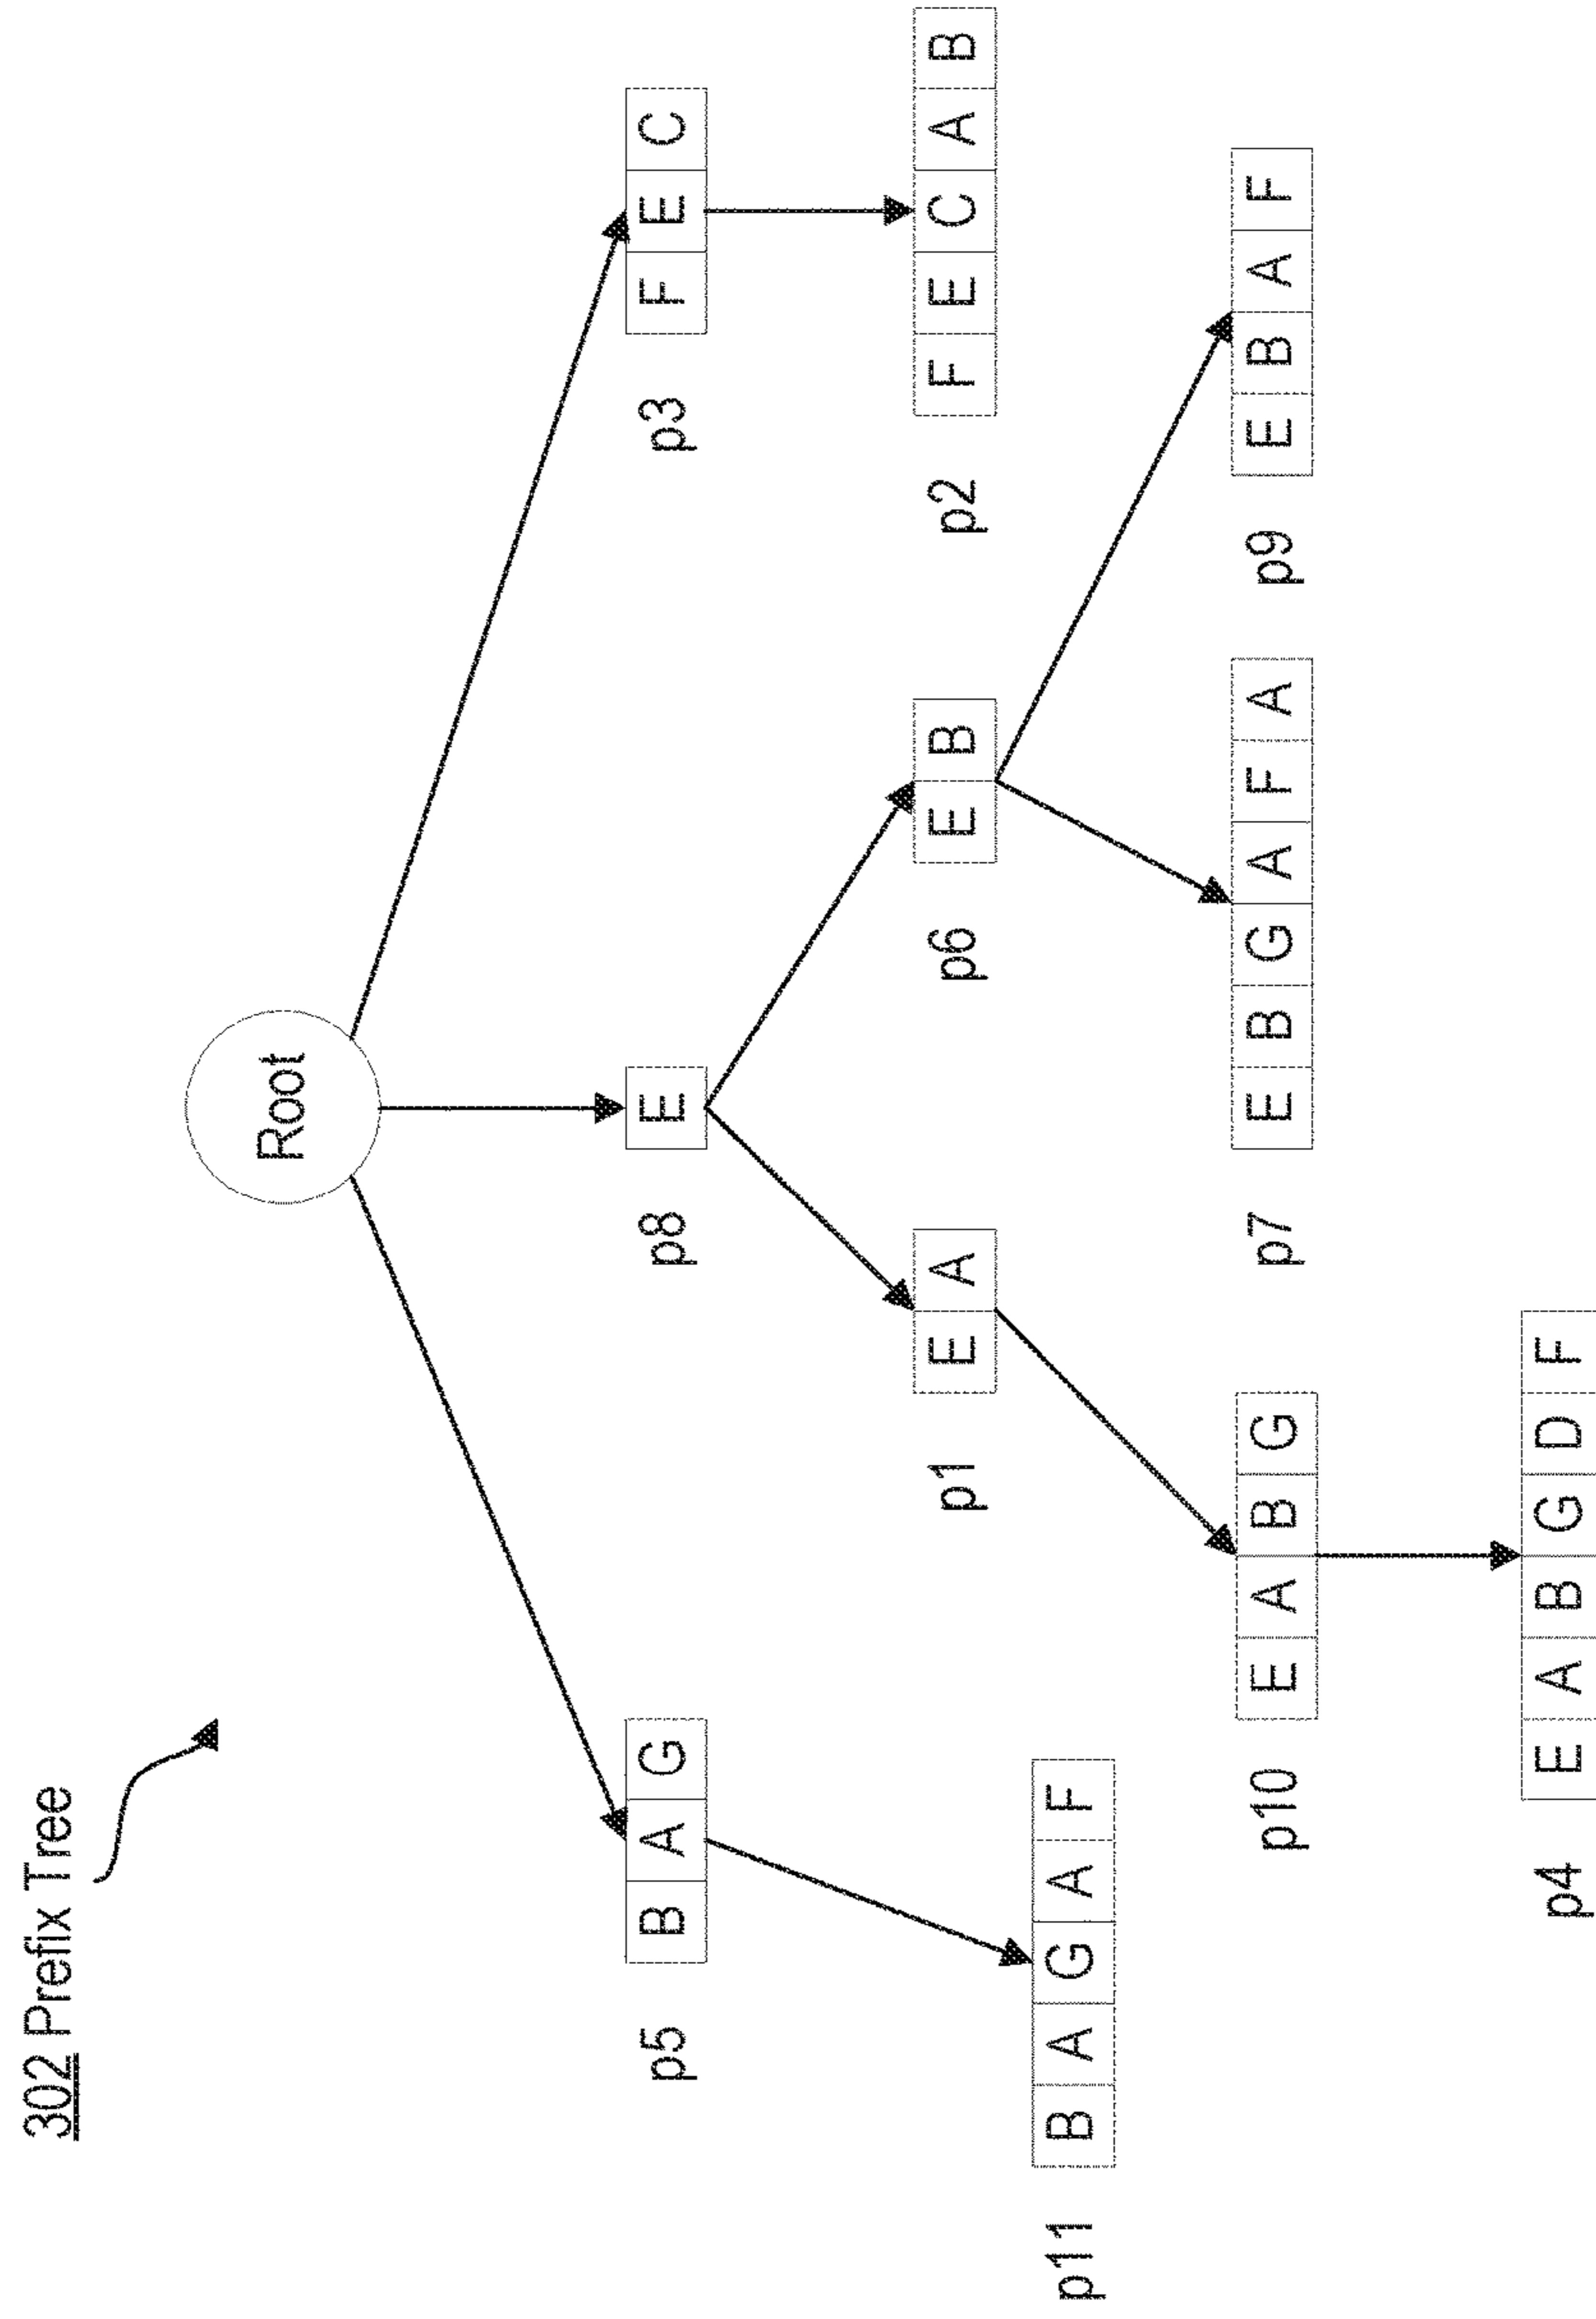 302 Prefix Tree
Root
p5 B A G
p8 E
p3 F E C
p1 E A
p6 E B
p2 F E C A B
p11 B A G A F
p10 E A B G
p7 E B G A F A
p9 E B A F
p4 E A B G D F